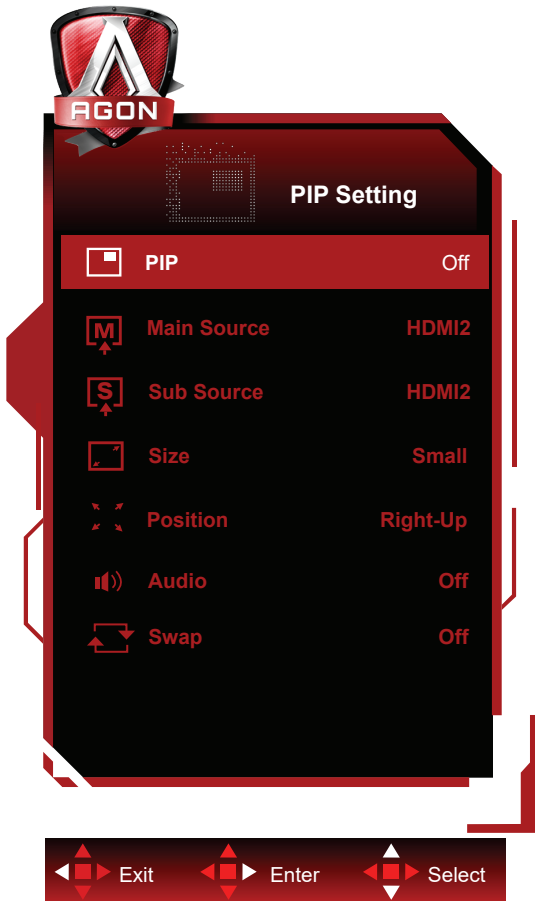 AGON
PIP Setting
PIP Off
M Main Source HDMI2
S Sub Source HDMI2
Size Small
Position Right-Up
Audio Off
Swap Off
Exit Enter Select